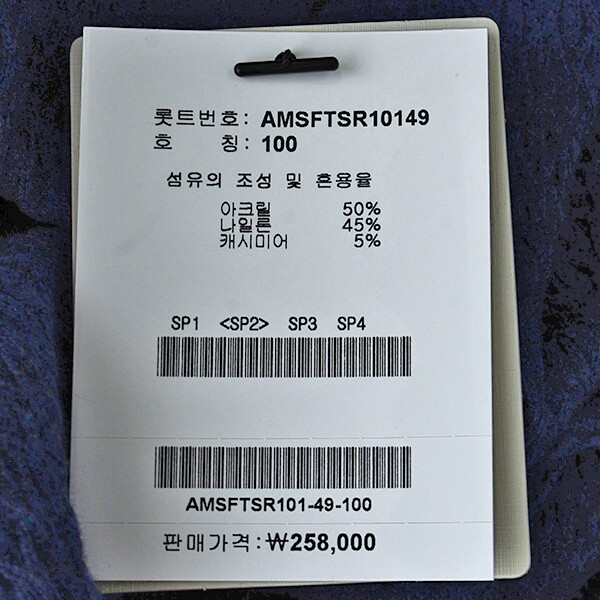 롯트번호: AMSFTSR10149
호 칭: 100
섬유의 조성 및 혼용율
아크릴 50%
나일론 45%
캐시미어 5%
SP1 <SP2> SP3 SP4
AMSFTSR101-49-100
판매가격:₩258,000